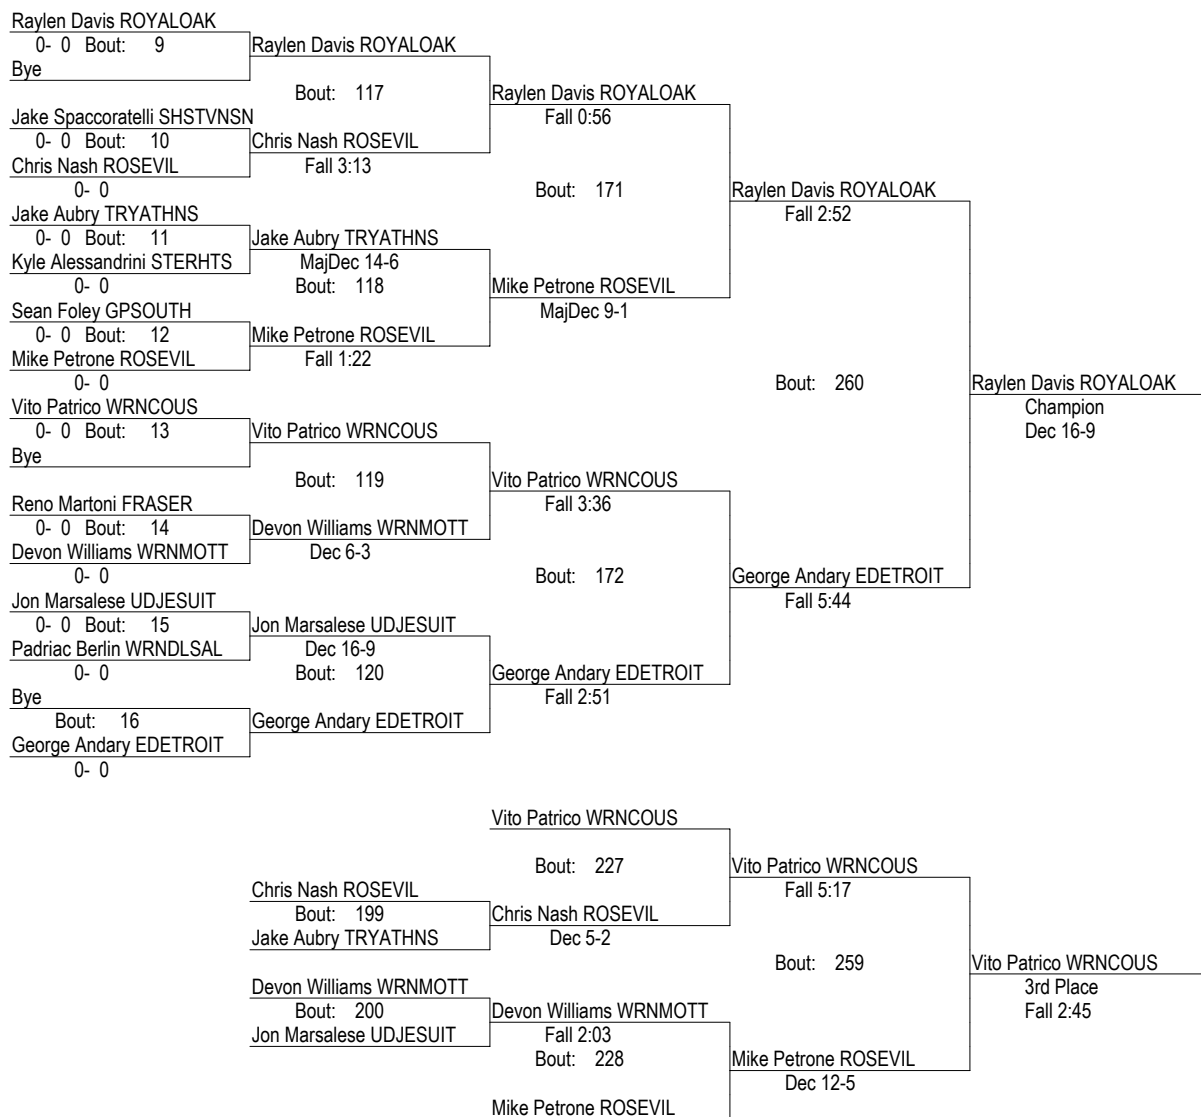 Raylen Davis ROYALOAK
0- 0 Bout: 9
Bye
Jake Spaccoratelli SHSTVNSN
0- 0 Bout: 10
Chris Nash ROSEVIL
0- 0
Jake Aubry TRYATHNS
0- 0 Bout: 11
Kyle Alessandrini STERHTS
0- 0
Sean Foley GPSOUTH
0- 0 Bout: 12
Mike Petrone ROSEVIL
0- 0
Vito Patrico WRNCOUS
0- 0 Bout: 13
Bye
Reno Martoni FRASER
0- 0 Bout: 14
Devon Williams WRNMOTT
0- 0
Jon Marsalese UDJESUIT
0- 0 Bout: 15
Padriac Berlin WRNDLSAL
0- 0
Bye
Bout: 16
George Andary EDETROIT
0- 0
Raylen Davis ROYALOAK
Bout: 117
Chris Nash ROSEVIL
Fall 3:13
Jake Aubry TRYATHNS
MajDec 14-6
Bout: 118
Mike Petrone ROSEVIL
Fall 1:22
Vito Patrico WRNCOUS
Bout: 119
Devon Williams WRNMOTT
Dec 6-3
Jon Marsalese UDJESUIT
Dec 16-9
Bout: 120
George Andary EDETROIT
Raylen Davis ROYALOAK
Fall 0:56
Bout: 171
Mike Petrone ROSEVIL
MajDec 9-1
Vito Patrico WRNCOUS
Fall 3:36
Bout: 172
George Andary EDETROIT
Fall 2:51
Raylen Davis ROYALOAK
Fall 2:52
Bout: 260
George Andary EDETROIT
Fall 5:44
Raylen Davis ROYALOAK
Champion
Dec 16-9
Chris Nash ROSEVIL
Bout: 199
Jake Aubry TRYATHNS
Devon Williams WRNMOTT
Bout: 200
Jon Marsalese UDJESUIT
Vito Patrico WRNCOUS
Bout: 227
Chris Nash ROSEVIL
Dec 5-2
Devon Williams WRNMOTT
Fall 2:03
Bout: 228
Mike Petrone ROSEVIL
Vito Patrico WRNCOUS
Fall 5:17
Bout: 259
Mike Petrone ROSEVIL
Dec 12-5
Vito Patrico WRNCOUS
3rd Place
Fall 2:45